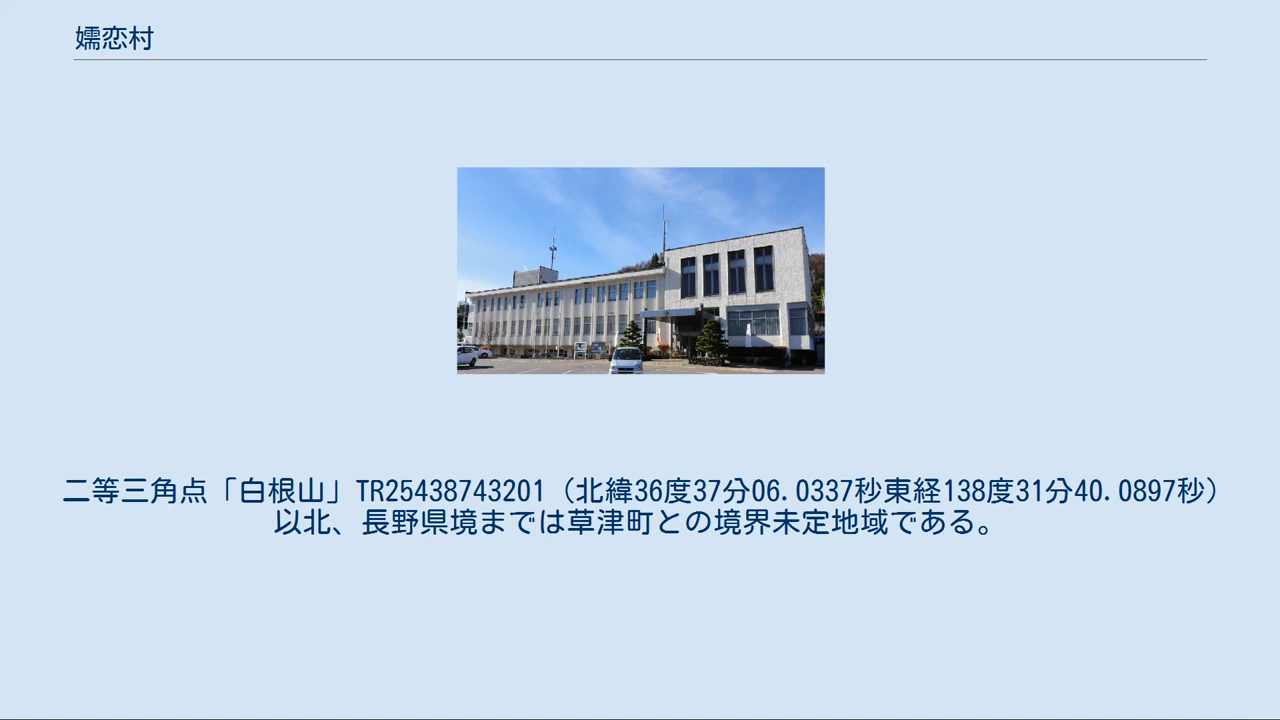 嬬恋村
二等三角点「白根山」TR25438743201（北緯36度37分06.0337秒東経138度31分40.0897秒）
以北、長野県境までは草津町との境界未定地域である。